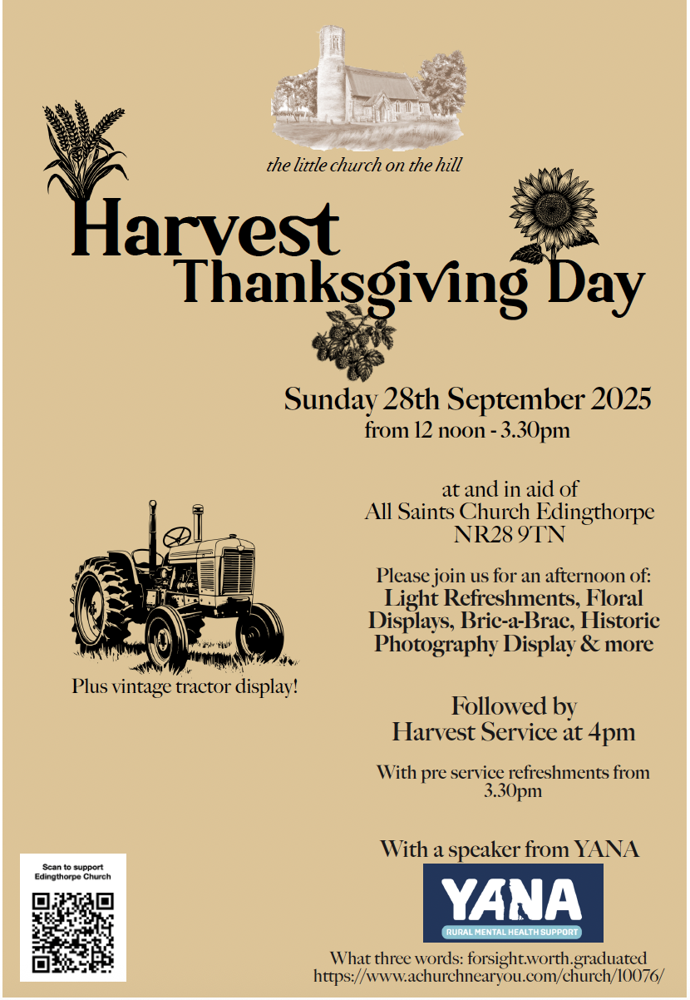 the little church on the hill
Harvest
Thanksgiving Day
Sunday 28th September 2025
from 12 noon - 3.30pm
at and in aid of
All Saints Church Edingthorpe
NR28 9TN
Please join us for an afternoon of:
Light Refreshments, Floral
Displays, Bric-a-Brac, Historic
Photography Display & more
Plus vintage tractor display!
Followed by
Harvest Service at 4pm
With pre service refreshments from
3.30pm
With a speaker from YANA
YANA
RURAL MENTAL HEALTH SUPPORT
Scan to support
Edingthorpe Church
What three words: forsight.worth.graduated
https://www.achurchnearyou.com/church/10076/